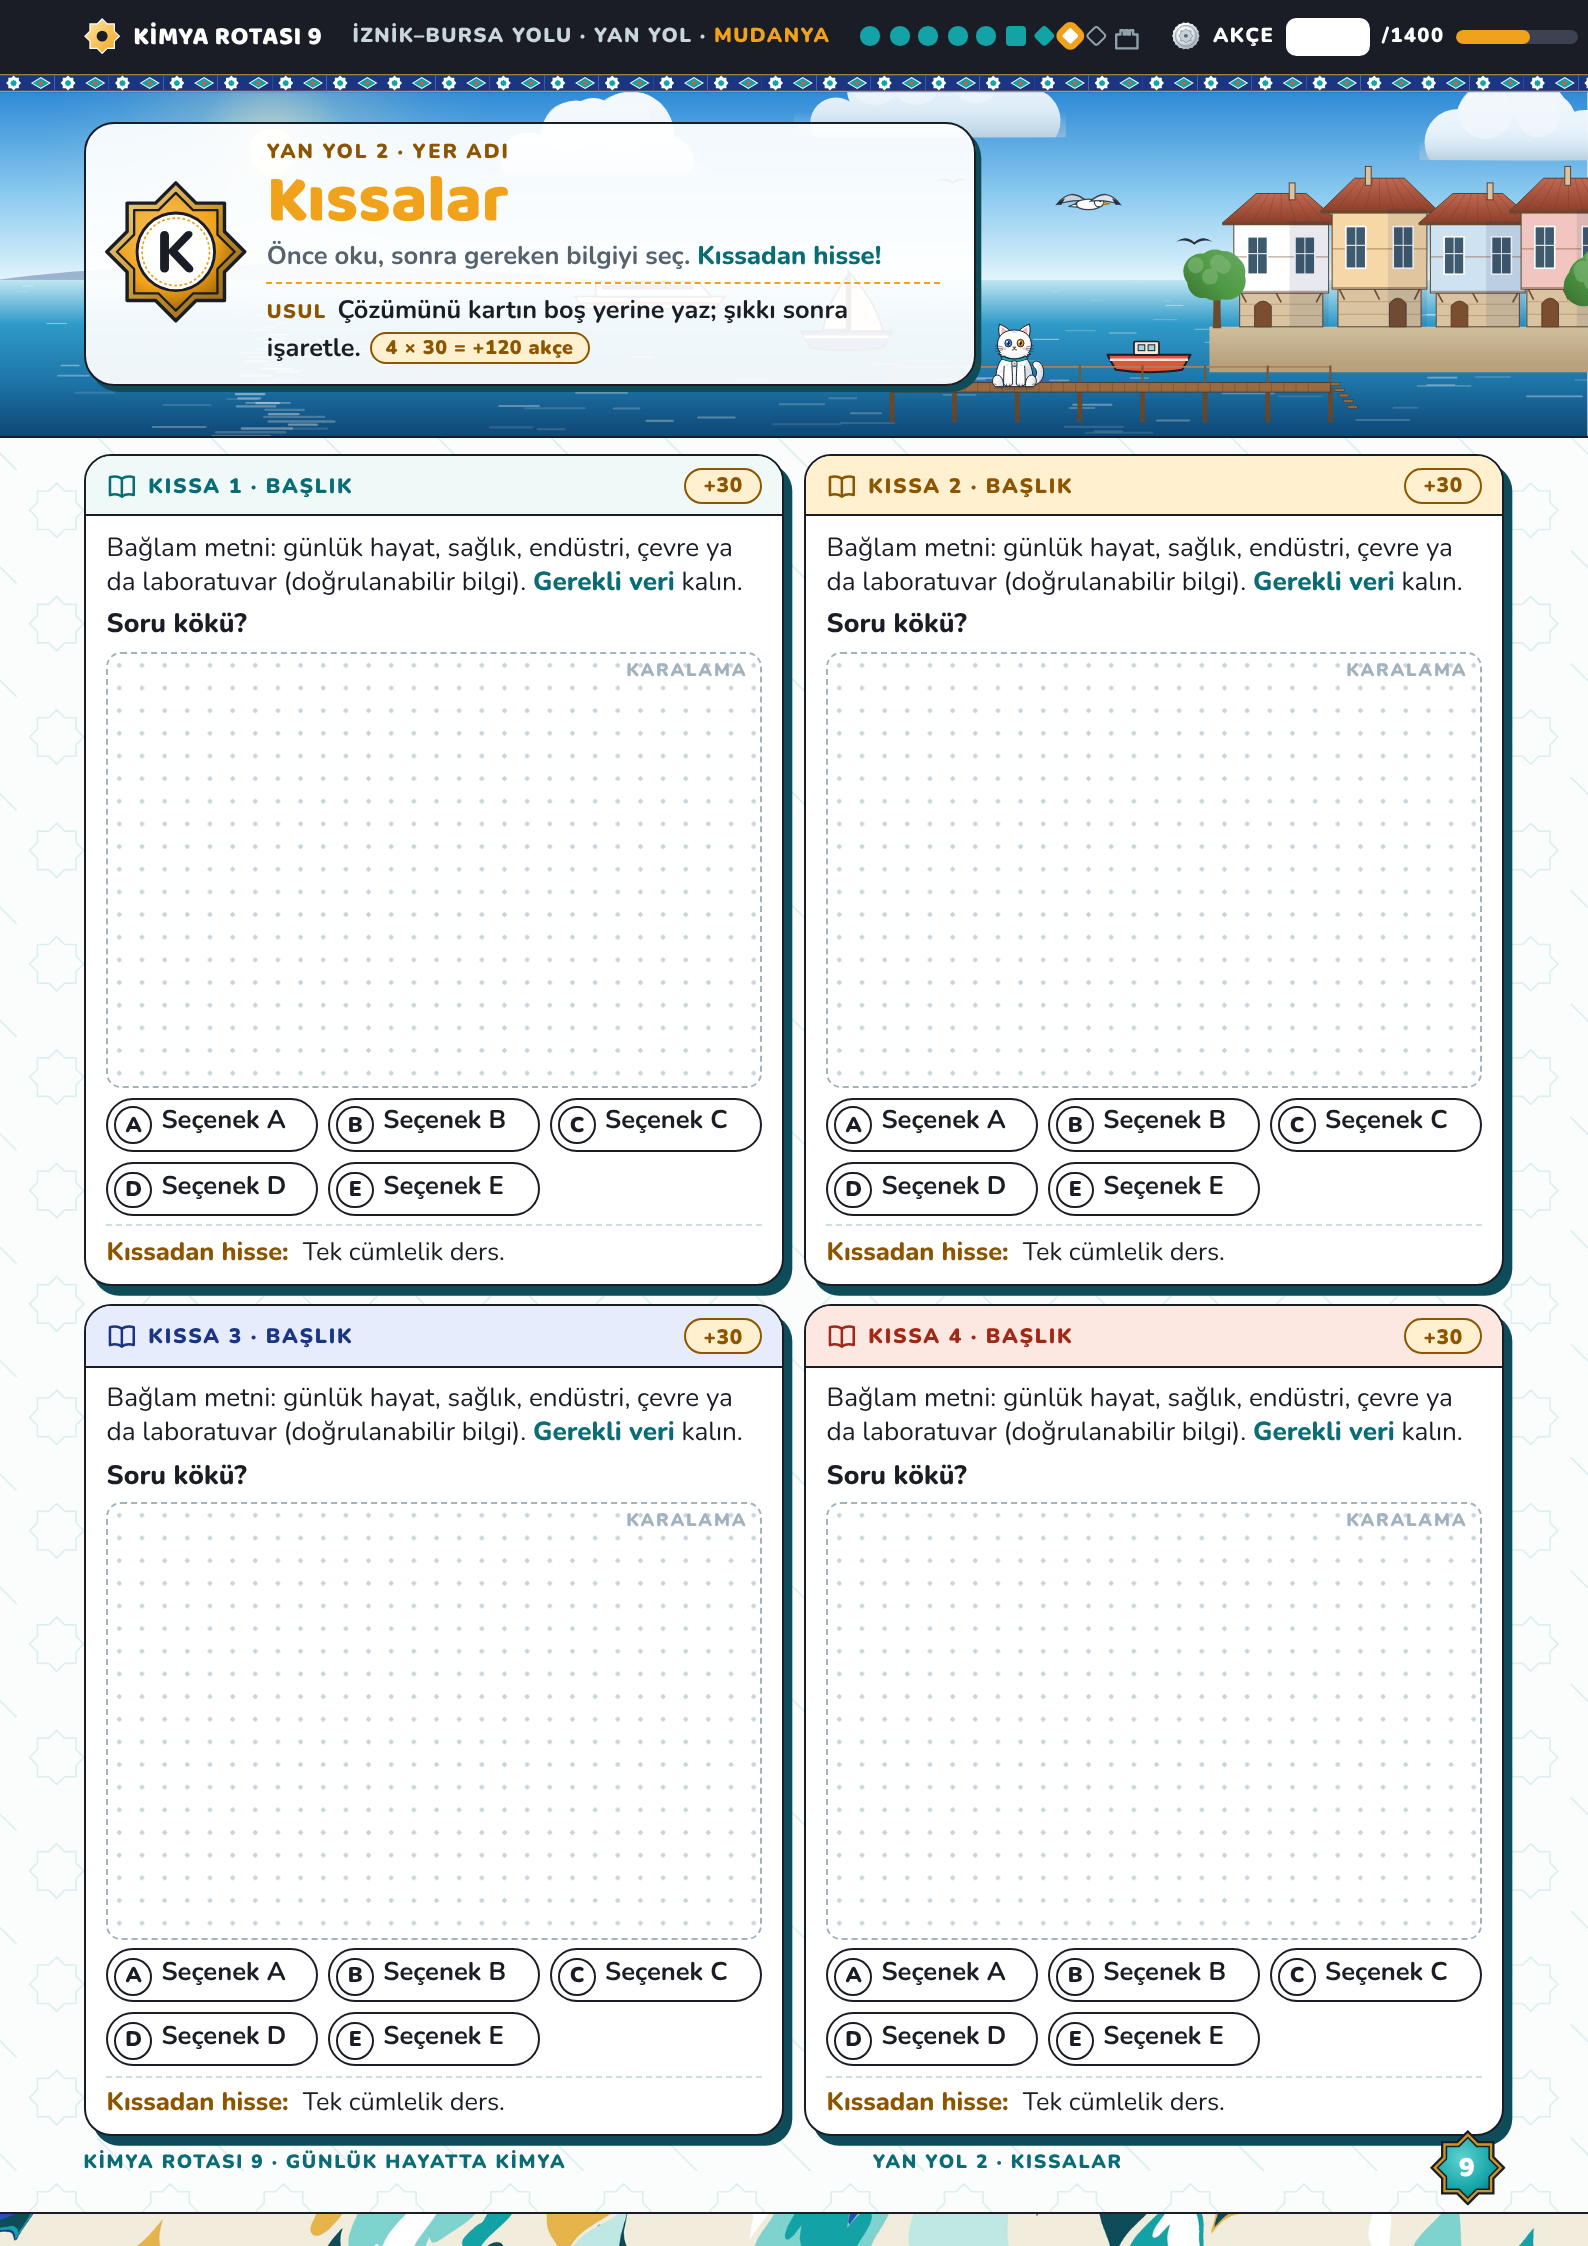 KİMYA ROTASI 9 İZNİK–BURSA YOLU · YAN YOL · MUDANYA AKÇE /1400
YAN YOL 2 · YER ADI
Kıssalar
K
Önce oku, sonra gereken bilgiyi seç. Kıssadan hisse!
USUL Çözümünü kartın boş yerine yaz; şıkkı sonra
işaretle. 4 × 30 = +120 akçe
KISSA 1 · BAŞLIK +30
Bağlam metni: günlük hayat, sağlık, endüstri, çevre ya
da laboratuvar (doğrulanabilir bilgi). Gerekli veri kalın.
Soru kökü?
KARALAMA
A Seçenek A B Seçenek B C Seçenek C
D Seçenek D E Seçenek E
Kıssadan hisse: Tek cümlelik ders.
KISSA 2 · BAŞLIK +30
Bağlam metni: günlük hayat, sağlık, endüstri, çevre ya
da laboratuvar (doğrulanabilir bilgi). Gerekli veri kalın.
Soru kökü?
KARALAMA
A Seçenek A B Seçenek B C Seçenek C
D Seçenek D E Seçenek E
Kıssadan hisse: Tek cümlelik ders.
KISSA 3 · BAŞLIK +30
Bağlam metni: günlük hayat, sağlık, endüstri, çevre ya
da laboratuvar (doğrulanabilir bilgi). Gerekli veri kalın.
Soru kökü?
KARALAMA
A Seçenek A B Seçenek B C Seçenek C
D Seçenek D E Seçenek E
Kıssadan hisse: Tek cümlelik ders.
KISSA 4 · BAŞLIK +30
Bağlam metni: günlük hayat, sağlık, endüstri, çevre ya
da laboratuvar (doğrulanabilir bilgi). Gerekli veri kalın.
Soru kökü?
KARALAMA
A Seçenek A B Seçenek B C Seçenek C
D Seçenek D E Seçenek E
Kıssadan hisse: Tek cümlelik ders.
KİMYA ROTASI 9 · GÜNLÜK HAYATTA KİMYA YAN YOL 2 · KISSALAR 9